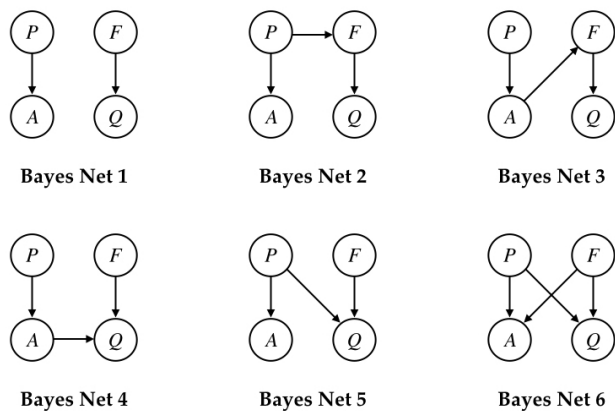 P F P F P F
A Q A Q A Q
Bayes Net 1 Bayes Net 2 Bayes Net 3
P F P F P F
A Q A Q A Q
Bayes Net 4 Bayes Net 5 Bayes Net 6